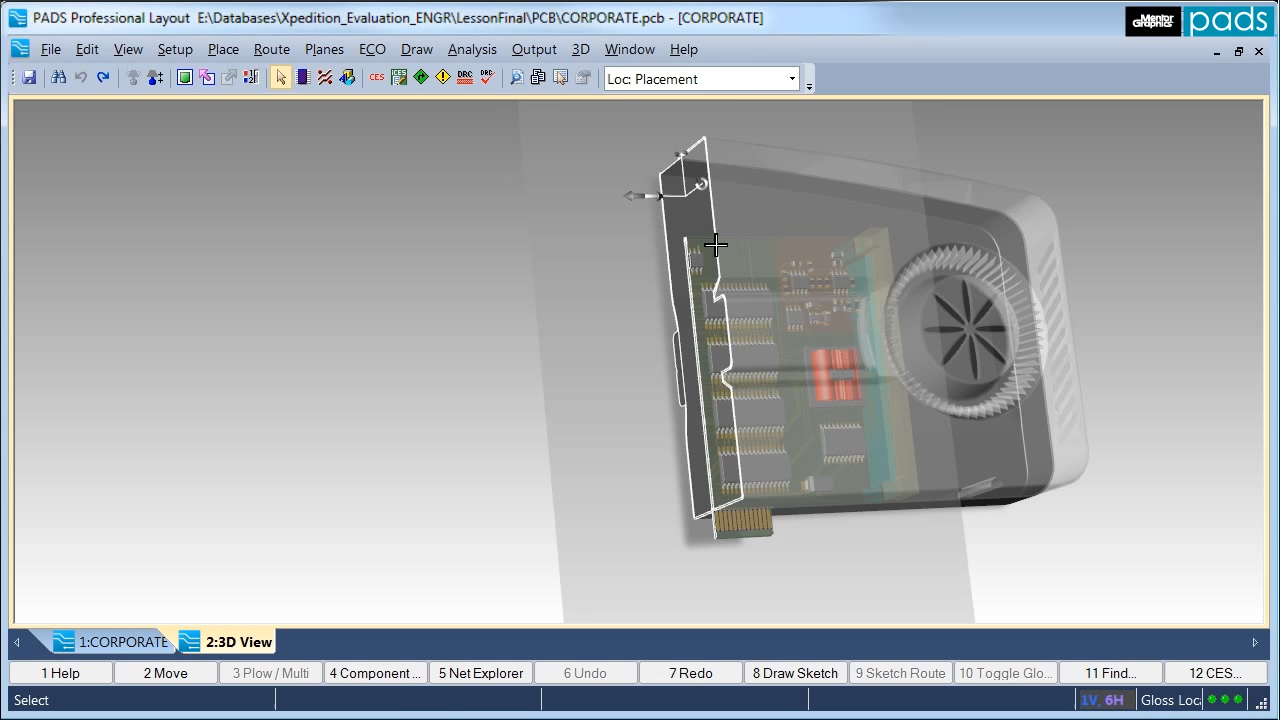 PADS Professional Layout E:\Databases\Xpedition_Evaluation_ENGR\LessonFinal\PCB\CORPORATE.pcb - [CORPORATE]
Mentor Graphics
pads
File Edit View Setup Place Route Planes ECO Draw Analysis Output 3D Window Help
CES
ICES
DRC
DRC
Loc: Placement
1:CORPORATE
2:3D View
1 Help
2 Move
3 Plow / Multi
4 Component ...
5 Net Explorer
6 Undo
7 Redo
8 Draw Sketch
9 Sketch Route
10 Toggle Glo...
11 Find...
12 CES...
Select
1V, 6H
Gloss Loc